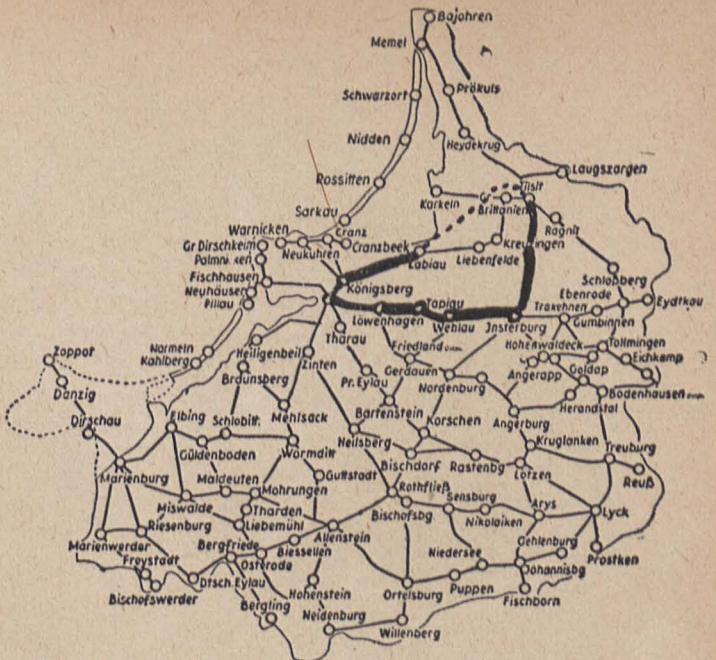 Bajohren
Memel
Schwarzort
Prökuls
Nidden
Heydekrug
Rossitten
Laugszargen
Karkeln
Gr
Tilsit
Brittanien
Sarkau
Ragnit
Warnicken
Cranz
Gr Dirschkeim
Neukuhren
Cranzbeek
Labiau
Liebenfelde
Kreuzingen
Fischhausen
Schloßberg
Neuhäuser
Königsberg
Ebenrode
Eydtkau
Pillau
Trakehnen
Gumbinnen
Löwenhagen
Tapiau
Wehlau
Insterburg
Tharau
Friedland
Hohenwaldeck
Tollmingen
Normeln
Kahlberg
Heiligenbeil
Zinten
Gerdauen
Angerapp
Goldap
Eichkamp
Zoppot
Pr. Eylau
Nordenburg
Bodenhausen
Danzig
Braunsberg
Herandstal
Dirschau
Elbing
Schlobitt.
Mehlsack
Bartenstein
Korschen
Angerburg
Kruglanken
Güldenboden
Wormditt
Heilsberg
Treuburg
Marienburg
Bischdorf
Rastenbg
Lötzen
Reuß
Maldeuten
Mohrungen
Guttstadt
Rothfließ
Miswalde
Tharden
Bischofsbg
Sensburg
Arys
Lyck
Riesenburg
Liebemühl
Allenstein
Nikolaiken
Marienwerder
Bergfriede
Biessellen
Niedersee
Gehlenburg
Prostken
Freystadt
Osterode
Johannisbg
Dtsch. Eylau
Hohenstein
Ortelsburg
Puppen
Bischofswerder
Bergling
Fischborn
Neidenburg
Willenberg